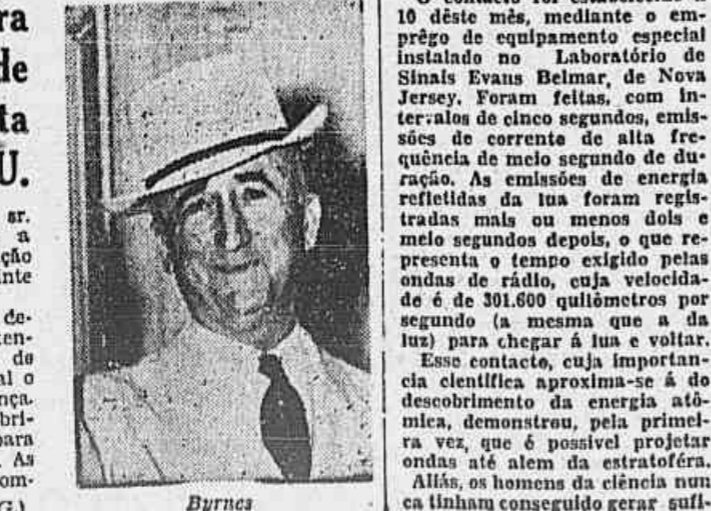 ra
de
ta
U.
sr.
a
ção
inte
de-
ten-
de
al o
nça.
bri-
para
. As
om-
G.)
Byrnes
O contacto foi estabelecido a
10 dêste mês, mediante o em-
prêgo de equipamento especial
instalado no Laboratório de
Sinais Evans Belmar, de Nova
Jersey. Foram feitas, com in-
tervalos de cinco segundos, emis-
sões de corrente de alta fre-
quência de meio segundo de du-
ração. As emissões de energia
refletidas da lua foram regis-
tradas mais ou menos dois e
meio segundos depois, o que re-
presenta o tempo exigido pelas
ondas de rádio, cuja velocida-
de é de 301.600 quilômetros por
segundo (a mesma que a da
luz) para chegar á lua e voltar.
Esse contacto, cuja importan-
cia cientifica aproxima-se á do
descobrimento da energia atô-
mica, demonstrou, pela primei-
ra vez, que é possivel projetar
ondas até alem da estratoféra.
Aliás, os homens da ciência nun
ca tinham conseguido gerar sufi-